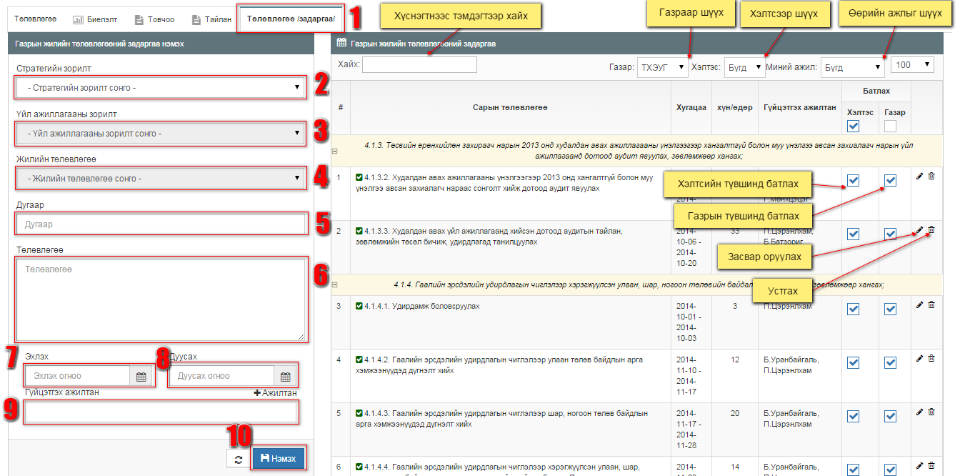 Төлөвлөгөө Биелэлт Товчоо Тайлан Төлөвлөгөө /задаргаа/
1
Хүснэгтнээс тэмдэгтээр хайх
Газраар шүүх
Хэлтсээр шүүх
Өөрийн ажлыг шүүх
Газрын жилийн төлөвлөгөөний задаргаа нэмэх
Стратегийн зорилт
- Стратегийн зорилт сонго -
2
Үйл ажиллагааны зорилт
- Үйл ажиллагааны зорилт сонго -
3
Жилийн төлөвлөгөө
- Жилийн төлөвлөгөө сонго -
4
Дугаар
Дугаар
5
Төлөвлөгөө
Төлөвлөгөө
6
7
Эхлэх
Эхлэх огноо
8
Дуусах
Дуусах огноо
Гүйцэтгэх ажилтан
Ажилтан
9
10
Нэмэх
Газрын жилийн төлөвлөгөөний задаргаа
Хайх:
Газар: ТХЭУГ Хэлтэс: Бүгд Миний ажил: Бүгд 100
# Сарын төлөвлөгөө Хугацаа хүн/өдөр Гүйцэтгэх ажилтан Батлах
Хэлтэс Газар
4.1.3. Төсвийн ерөнхийлөн захирагч нарын 2013 онд худалдан авах ажиллагааны үнэлгээгээр хангалтгүй болон муу үнэлгээ авсан захиалагч нарын үйл
ажиллагаанд дотоод аудит явуулах, зөвлөмжөөр хангах;
1 4.1.3.2. Худалдан авах ажиллагааны үнэлгээгээр 2013 онд хангалтгүй болон муу
үнэлгээ авсан захиалагч нараас сонголт хийж дотоод аудит явуулах
2014-
Хэлтсийн түвшинд батлах
Газрын түвшинд батлах
2 4.1.3.3. Худалдан авах үйл ажиллагаанд хийсэн дотоод аудитын тайлан,
зөвлөмжийн төсөл бичиж, удирдлагад танилцуулах
2014-
10-06 -
2014-
10-20
33
П.Цэрэнлхам,
Б.Батзориг
Засвар оруулах
Устгах
4.1.4. Гаалийн эрсдэлийн удирдлагын чиглэлээр хэрэгжүүлсэн улаан, шар, ногоон төлөвийн байдал
зөвлөмжөөр хангах;
3 4.1.4.1. Удирдамж боловсруулах
2014-
10-01 -
2014-
10-03
3
П.Цэрэнлхам
4 4.1.4.2. Гаалийн эрсдэлийн удирдлагын чиглэлээр улаан төлөв байдлын арга
хэмжээнүүдэд дүгнэлт хийх
2014-
11-10 -
2014-
11-17
12
Б.Уранбайгаль,
П.Цэрэнлхам
5 4.1.4.3. Гаалийн эрсдэлийн удирдлагын чиглэлээр шар, ногоон төлөв байдлын
арга хэмжээнүүдэд дүгнэлт хийх
2014-
11-17 -
2014-
11-28
20
Б.Уранбайгаль,
П.Цэрэнлхам
6 4.1.4.4. Гаалийн эрсдэлийн удирдлагын чиглэлээр хэрэгжүүлсэн улаан, шар,
2014-
14
Б.Уранбайгаль,